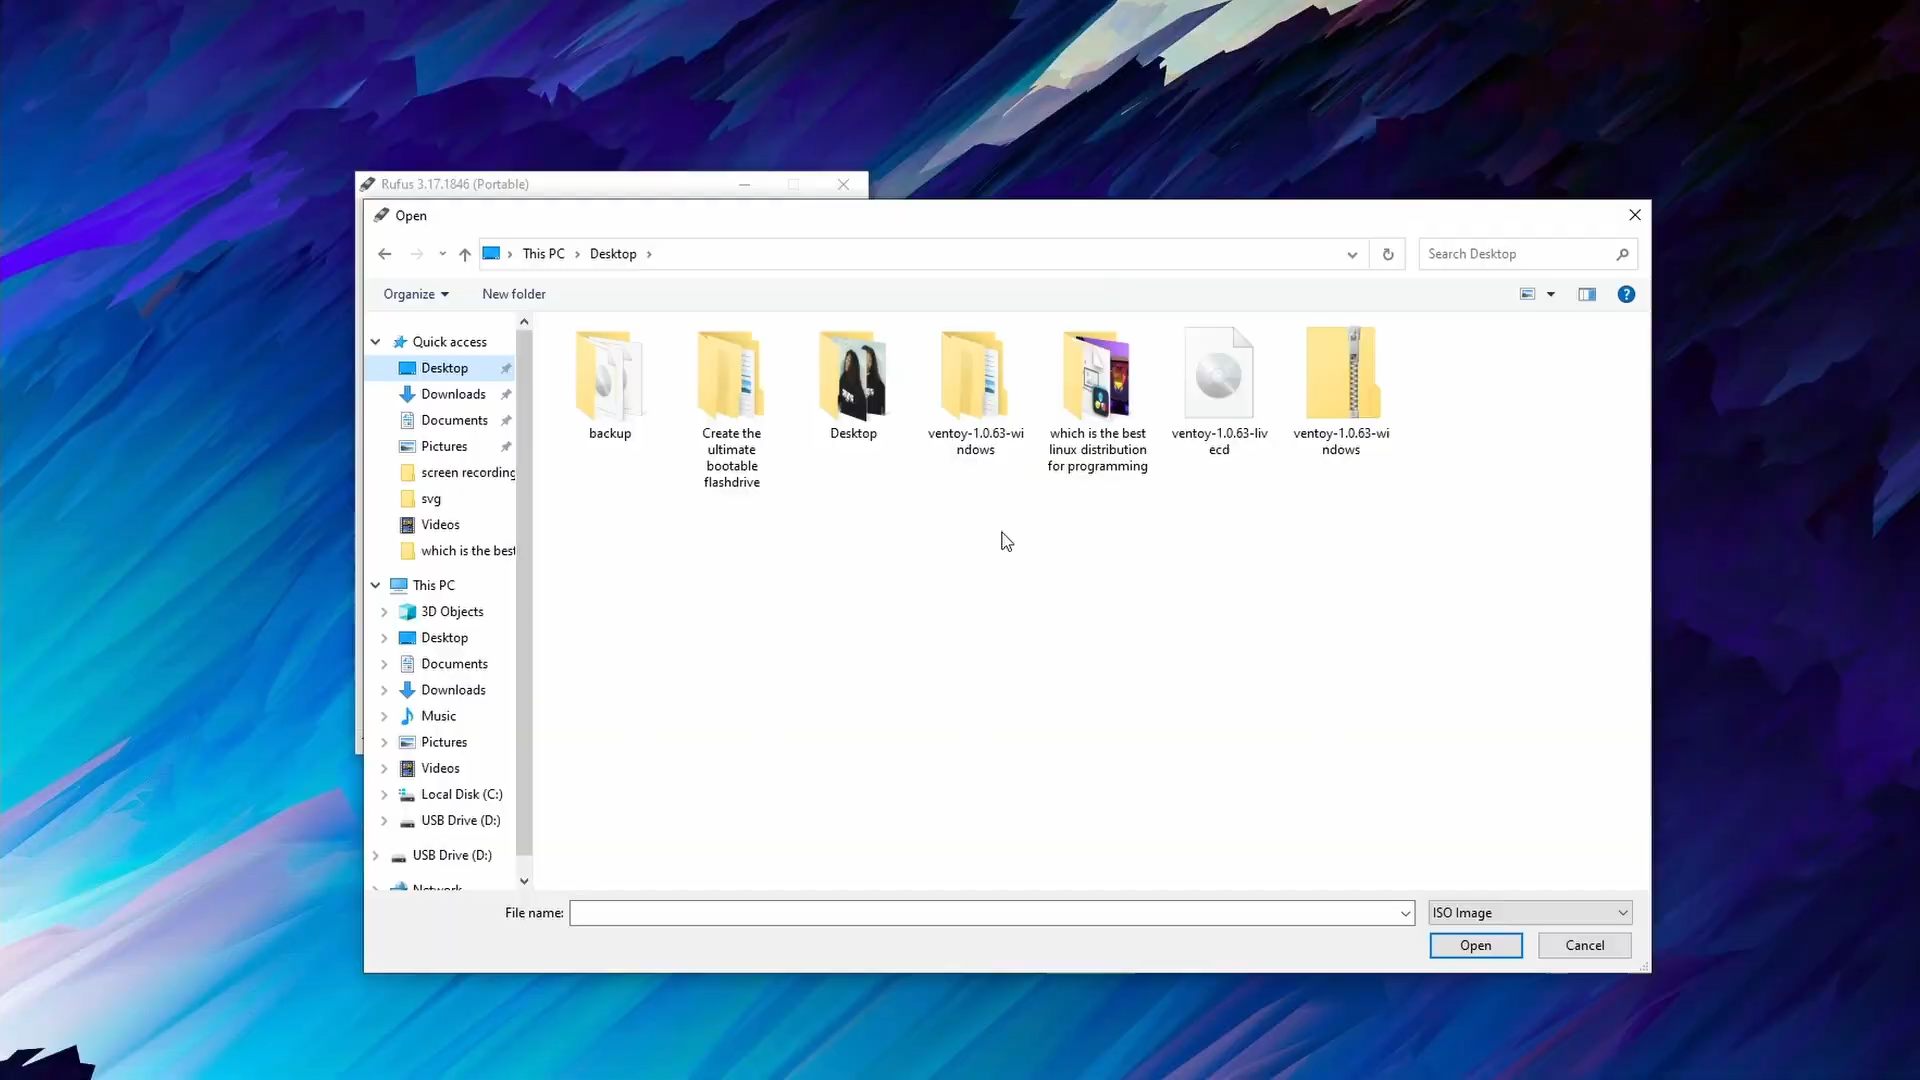 Rufus 3.17.1846 (Portable)
Open
This PC
Desktop
Search Desktop
Organize
New folder
Quick access
Desktop
Downloads
Documents
Pictures
screen recording
svg
Videos
which is the best
This PC
3D Objects
Desktop
Documents
Downloads
Music
Pictures
Videos
Local Disk (C:)
USB Drive (D:)
USB Drive (D:)
Network
backup
Create the
ultimate
bootable
flashdrive
Desktop
ventoy-1.0.63-wi
ndows
which is the best
linux distribution
for programming
ventoy-1.0.63-liv
ecd
ventoy-1.0.63-wi
ndows
File name:
ISO Image
Open
Cancel